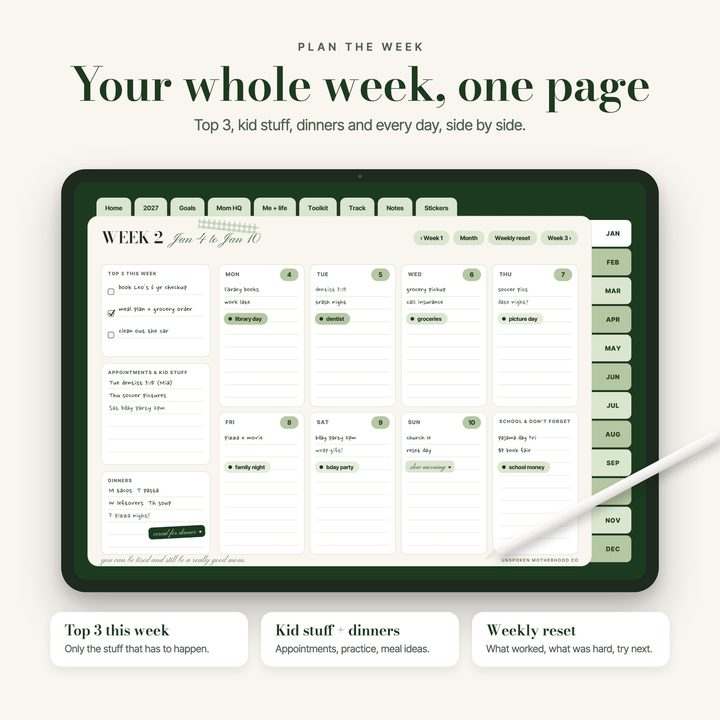 PLAN THE WEEK
Your whole week, one page
Top 3, kid stuff, dinners and every day, side by side.
Home
2027
Goals
Mom HQ
Me + life
Toolkit
Track
Notes
Stickers
WEEK 2 Jan 4 to Jan 10
‹ Week 1
Month
Weekly reset
Week 3 ›
TOP 3 THIS WEEK
book Leo's 6 yr checkup
meal plan + grocery order
clean out the car
APPOINTMENTS & KID STUFF
Tue dentist 3:15 (Mia)
Thu soccer pictures
Sat bday party 2pm
DINNERS
M tacos T pasta
W leftovers Th soup
F pizza night!
cereal for dinner
MON 4
library books
work late
library day
TUE 5
dentist 3:15
trash night
dentist
WED 6
grocery pickup
call insurance
groceries
THU 7
soccer pics
date night?
picture day
FRI 8
pizza + movie
family night
SAT 9
bday party 2pm
wrap gift!
bday party
SUN 10
church 10
reset day
slow morning
SCHOOL & DON'T FORGET
pajama day Fri
$8 book fair
school money
you can be tired and still be a really good mom.
UNSPOKEN MOTHERHOOD CO
JAN
FEB
MAR
APR
MAY
JUN
JUL
AUG
SEP
NOV
DEC
Top 3 this week
Only the stuff that has to happen.
Kid stuff + dinners
Appointments, practice, meal ideas.
Weekly reset
What worked, what was hard, try next.